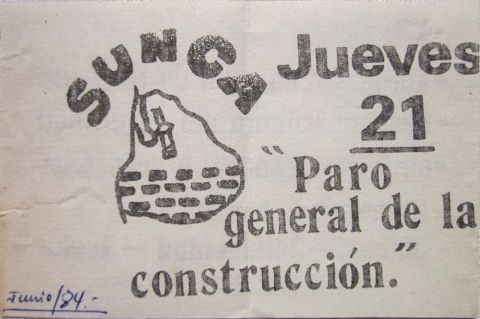 SUNCA Jueves
21
"Paro
general de la
construcción."
Junio/84.-